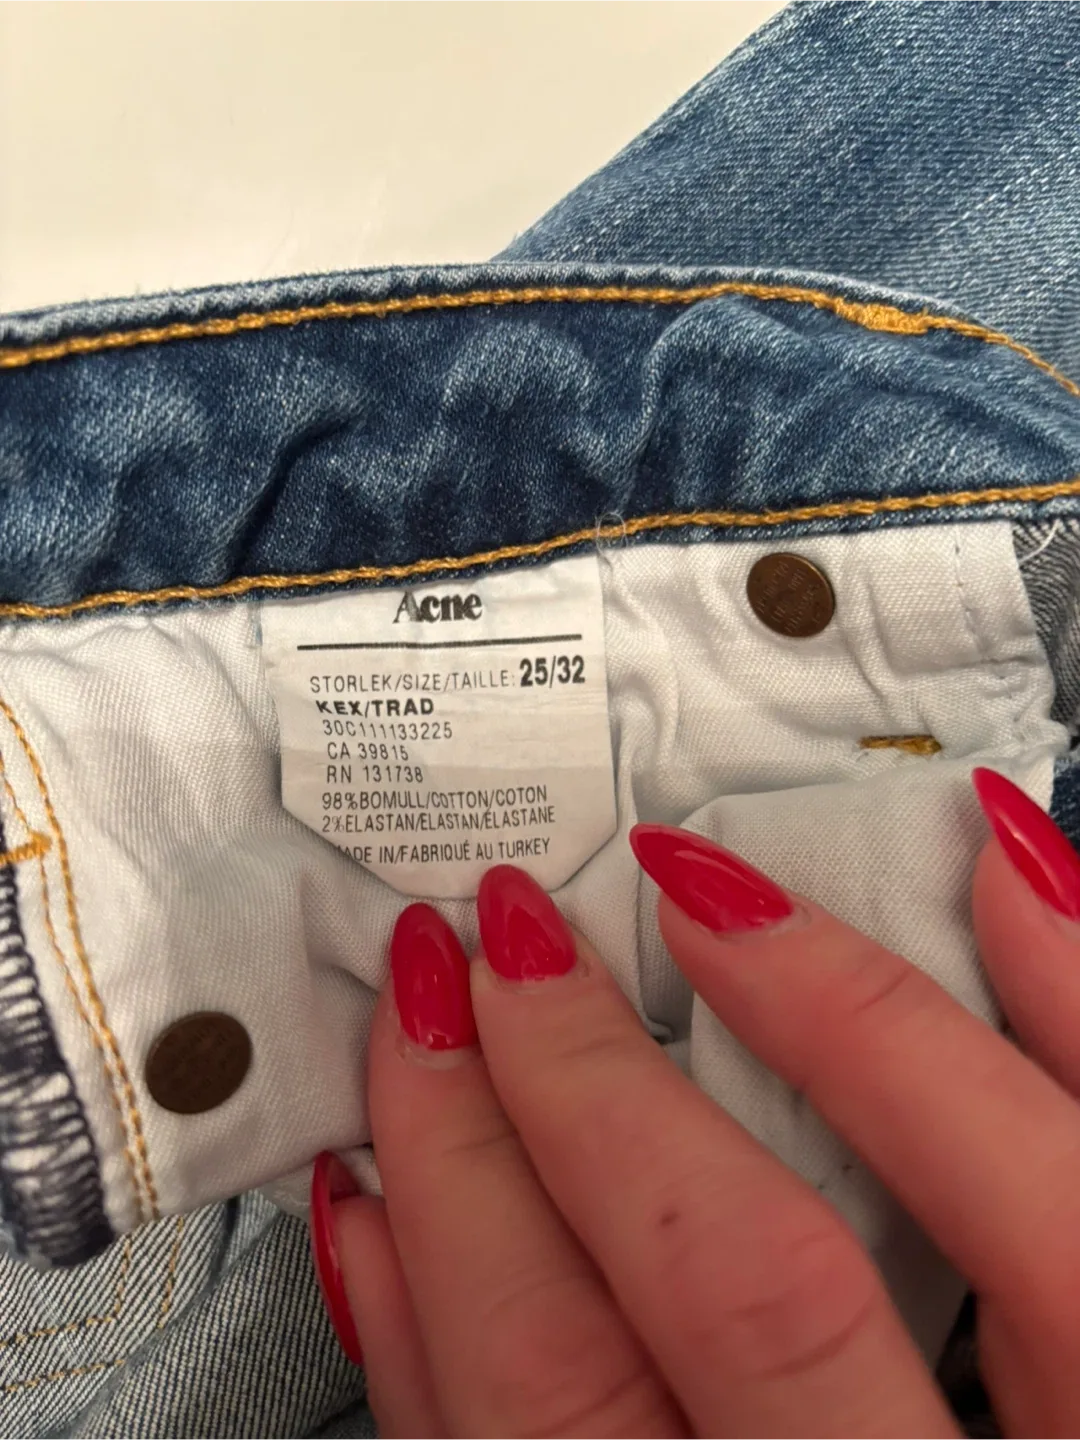 Acne
STORLEK/SIZE/TAILLE: 25/32
KEX/TRAD
30C111133225
CA 39815
RN 131738
98%BOMULL/COTTON/COTON
2%ELASTAN/ELASTAN/ÉLASTANE
MADE IN/FABRIQUÉ AU TURKEY